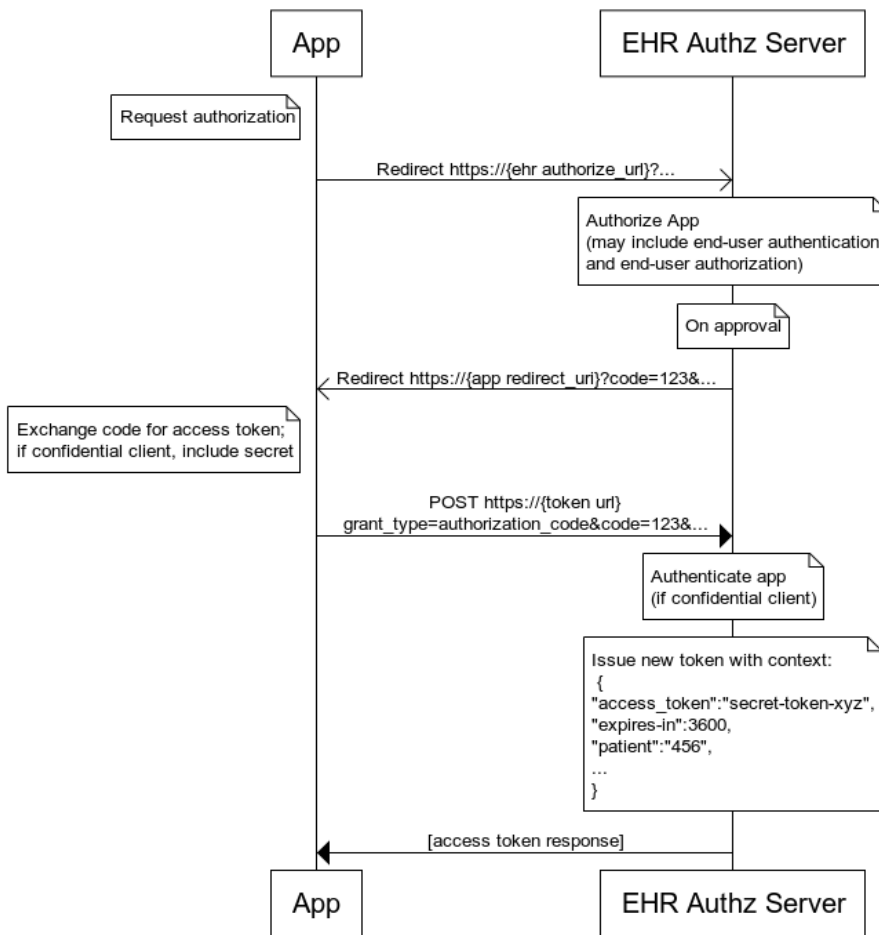 App
EHR Authz Server
Request authorization
Redirect https://{ehr authorize_url}?...
Authorize App
(may include end-user authentication
and end-user authorization)
On approval
Redirect https://{app redirect_uri}?code=123&...
Exchange code for access token;
if confidential client, include secret
POST https://{token url}
grant_type=authorization_code&code=123&...
Authenticate app
(if confidential client)
Issue new token with context:
{
"access_token":"secret-token-xyz",
"expires-in":3600,
"patient":"456",
...
}
[access token response]
App
EHR Authz Server